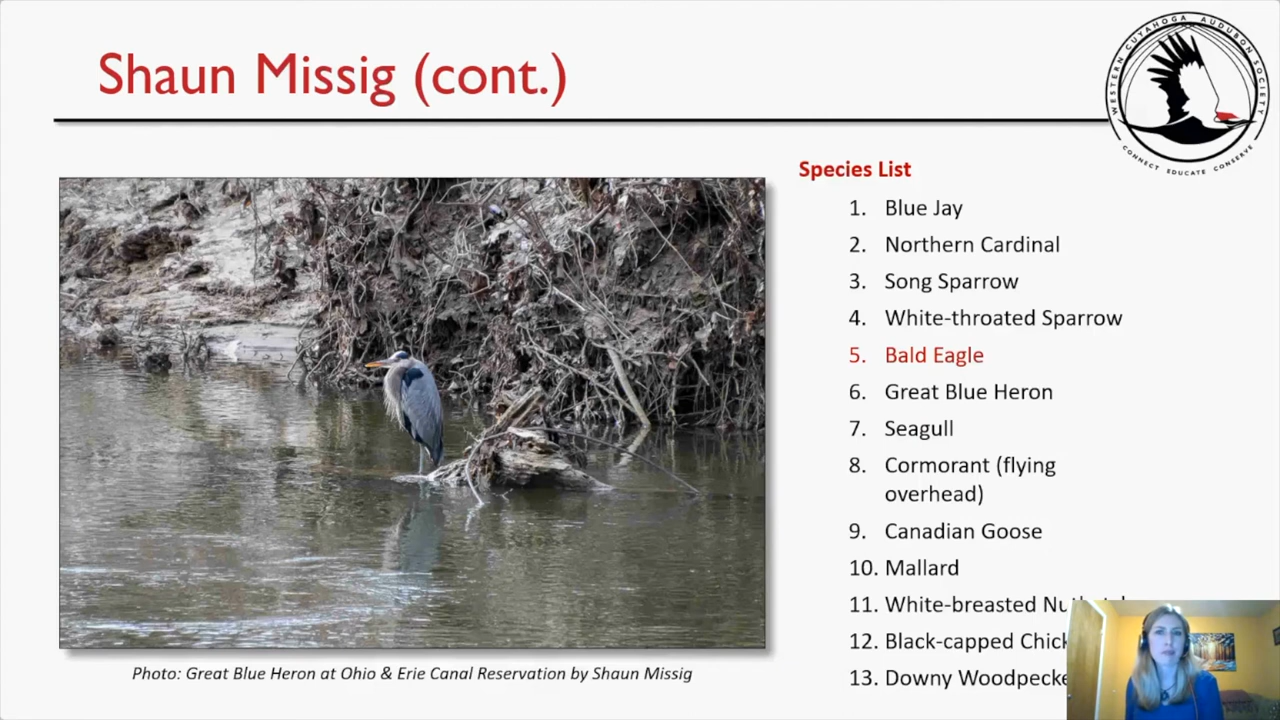 Shaun Missig (cont.)
WESTERN CUYAHOGA AUDUBON SOCIETY
CONNECT EDUCATE CONSERVE
Species List
1. Blue Jay
2. Northern Cardinal
3. Song Sparrow
4. White-throated Sparrow
5. Bald Eagle
6. Great Blue Heron
7. Seagull
8. Cormorant (flying
overhead)
9. Canadian Goose
10. Mallard
11. White-breasted
12. Black-capped
13. Downy
Photo: Great Blue Heron at Ohio & Erie Canal Reservation by Shaun Missig